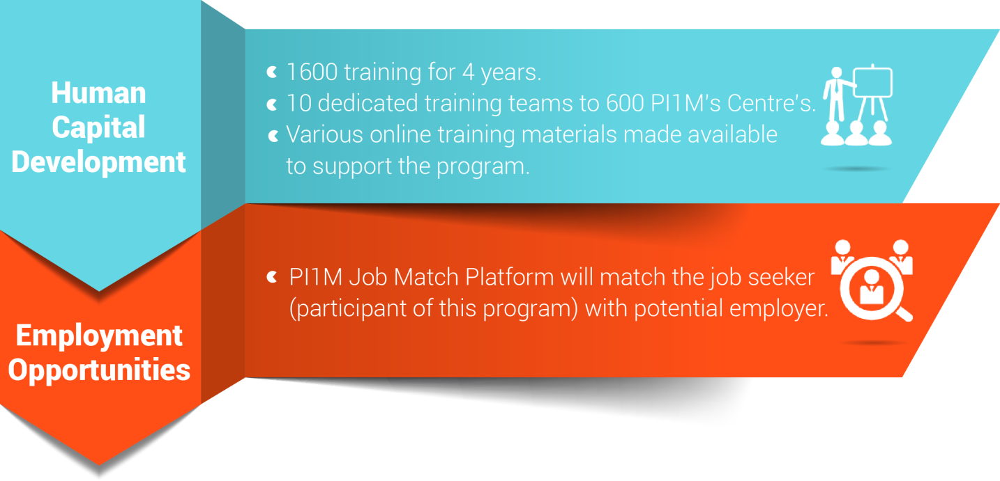 Human
Capital
Development
1600 training for 4 years.
10 dedicated training teams to 600 PI1M's Centre's.
Various online training materials made available
to support the program.
Employment
Opportunities
PI1M Job Match Platform will match the job seeker
(participant of this program) with potential employer.